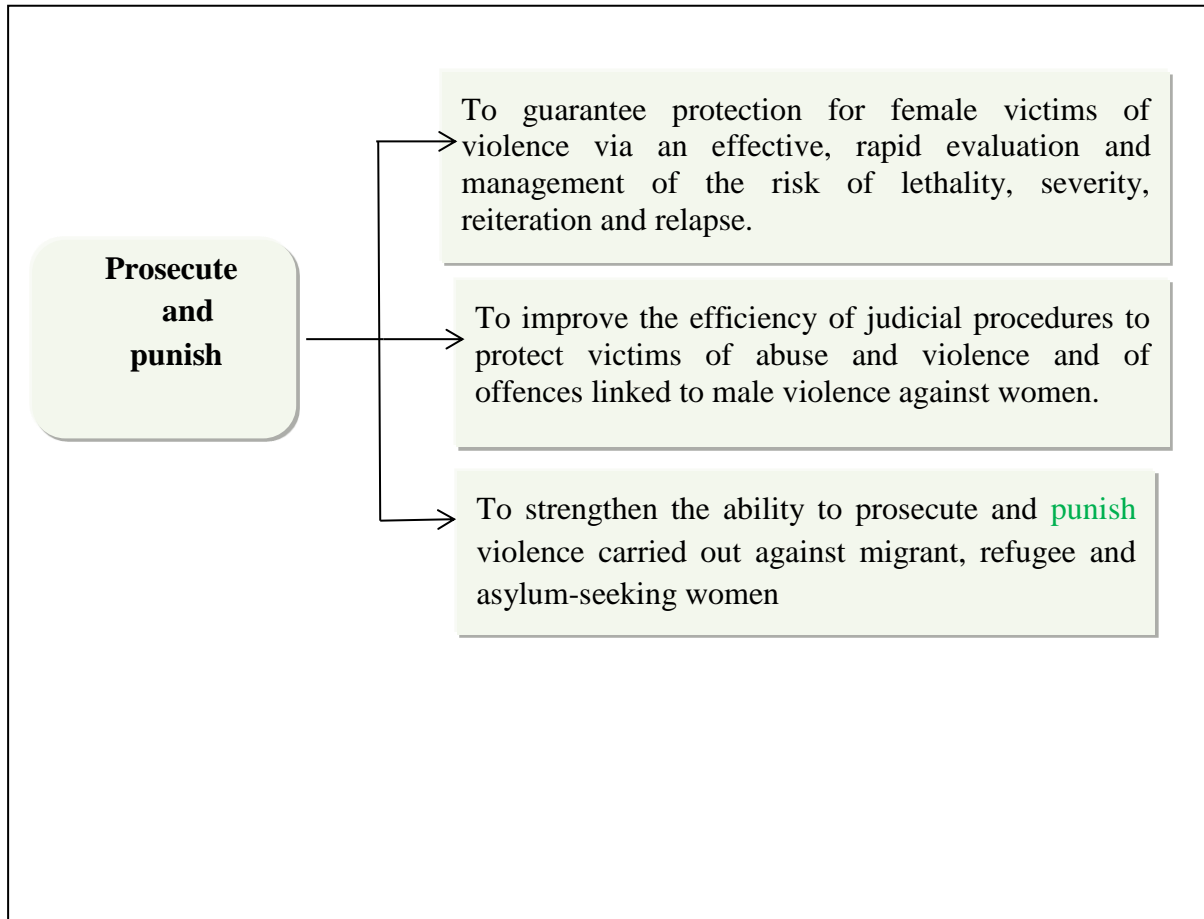 To guarantee protection for female victims of
violence via an effective, rapid evaluation and
management of the risk of lethality, severity,
reiteration and relapse.
Prosecute
and
punish
To improve the efficiency of judicial procedures to
protect victims of abuse and violence and of
offences linked to male violence against women.
To strengthen the ability to prosecute and punish
violence carried out against migrant, refugee and
asylum-seeking women